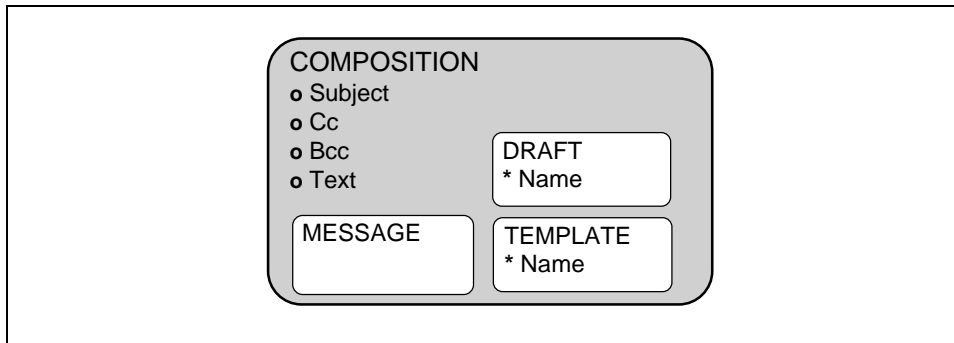 COMPOSITION
o Subject
o Cc
o Bcc
o Text
DRAFT
* Name
MESSAGE
TEMPLATE
* Name